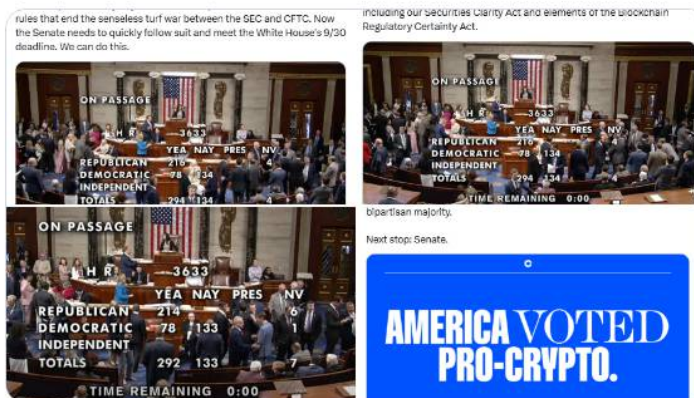 rules that end the senseless turf war between the SEC and CFTC. Now
the Senate needs to quickly follow suit and meet the White House's 9/30
deadline. We can do this.
ON PASSAGE
H R 3633
YEA NAY PRES NV
REPUBLICAN 216
DEMOCRATIC 78 134
INDEPENDENT
TOTALS 294 134 4
including our Securities Clarity Act and elements of the Blockchain
Regulatory Certainty Act.
ON PASSAGE
H R 3633
YEA NAY PRES NV
REPUBLICAN 216 4
DEMOCRATIC 78 134
INDEPENDENT
TOTALS 294 134
TIME REMAINING 0:00
ON PASSAGE
H R 3633
YEA NAY PRES NV
REPUBLICAN 214 6
DEMOCRATIC 78 133 1
INDEPENDENT
TOTALS 292 133 7
TIME REMAINING 0:00
bipartisan majority.
Next stop: Senate.
AMERICA VOTED
PRO-CRYPTO.